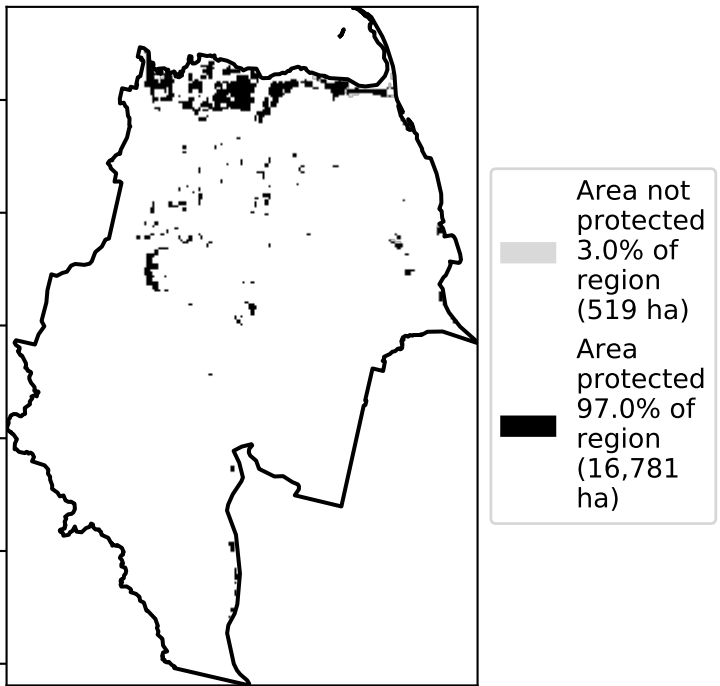 Area not
protected
3.0% of
region
(519 ha)
Area
protected
97.0% of
region
(16,781
ha)